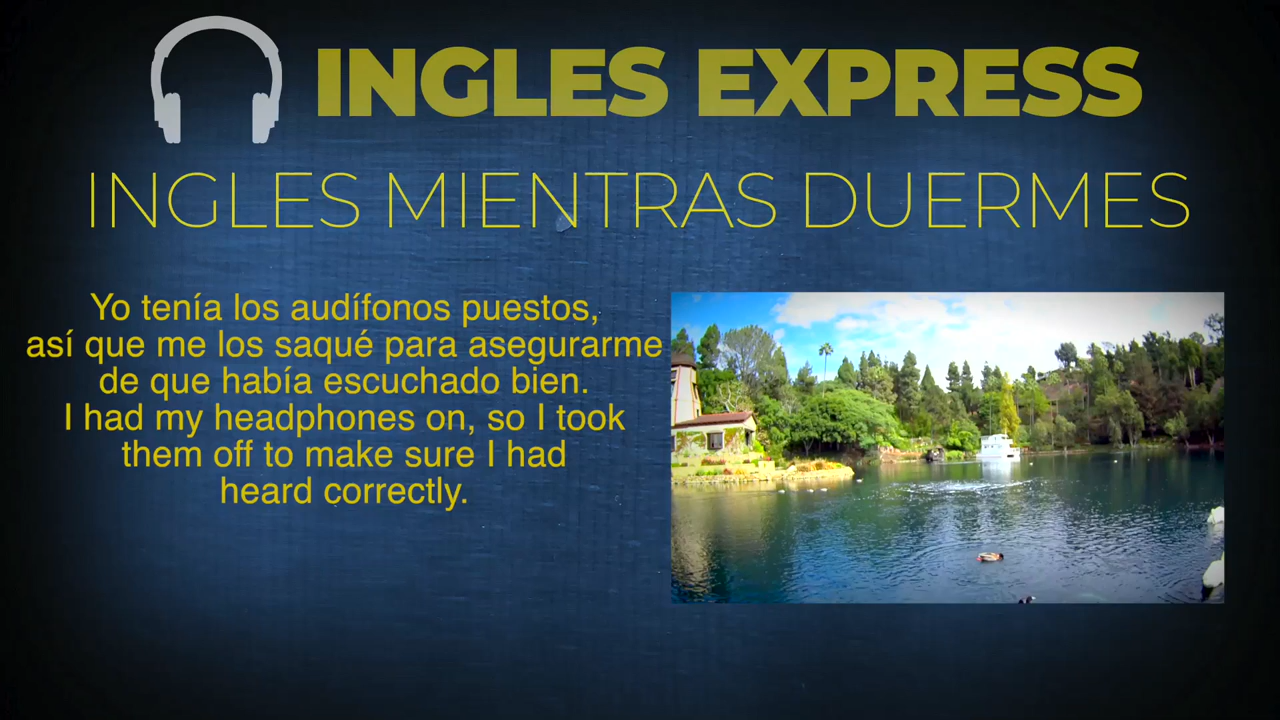 INGLES EXPRESS
INGLES MIENTRAS DUERMES
Yo tenía los audífonos puestos,
así que me los saqué para asegurarme
de que había escuchado bien.
I had my headphones on, so I took
them off to make sure I had
heard correctly.